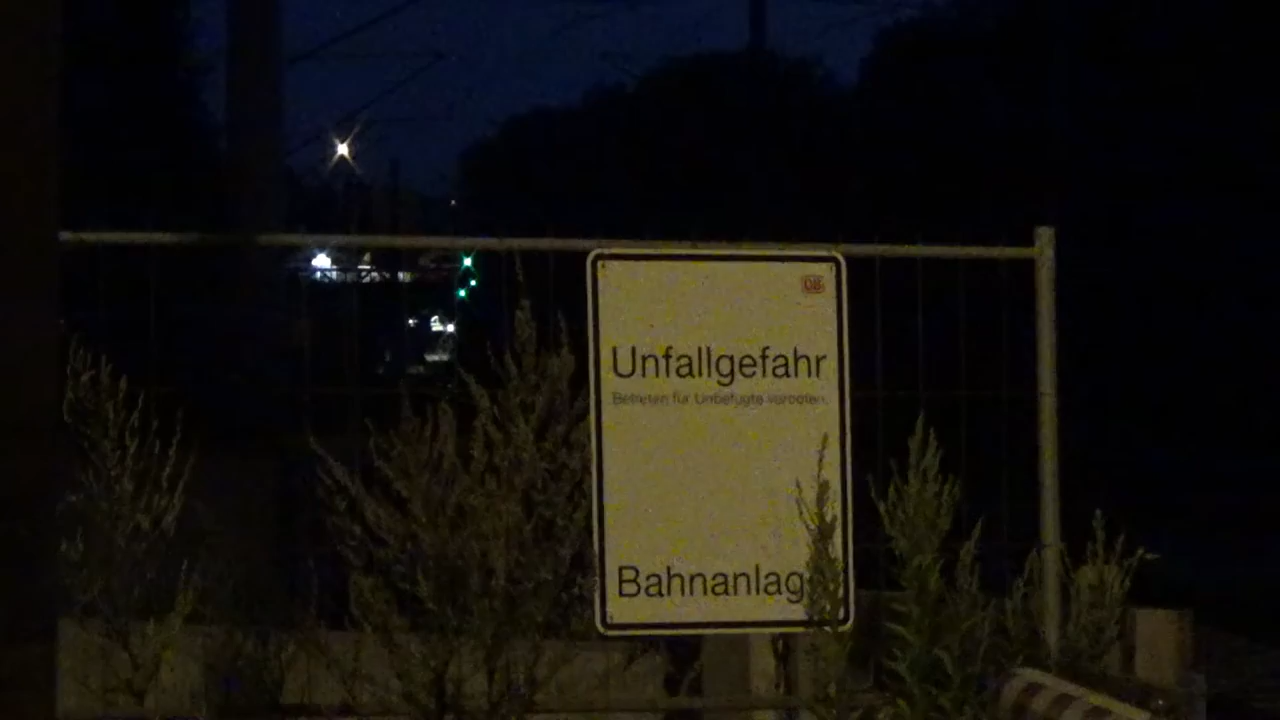 DB
Unfallgefahr
Betreten für Unbefugte verboten.
Bahnanlag